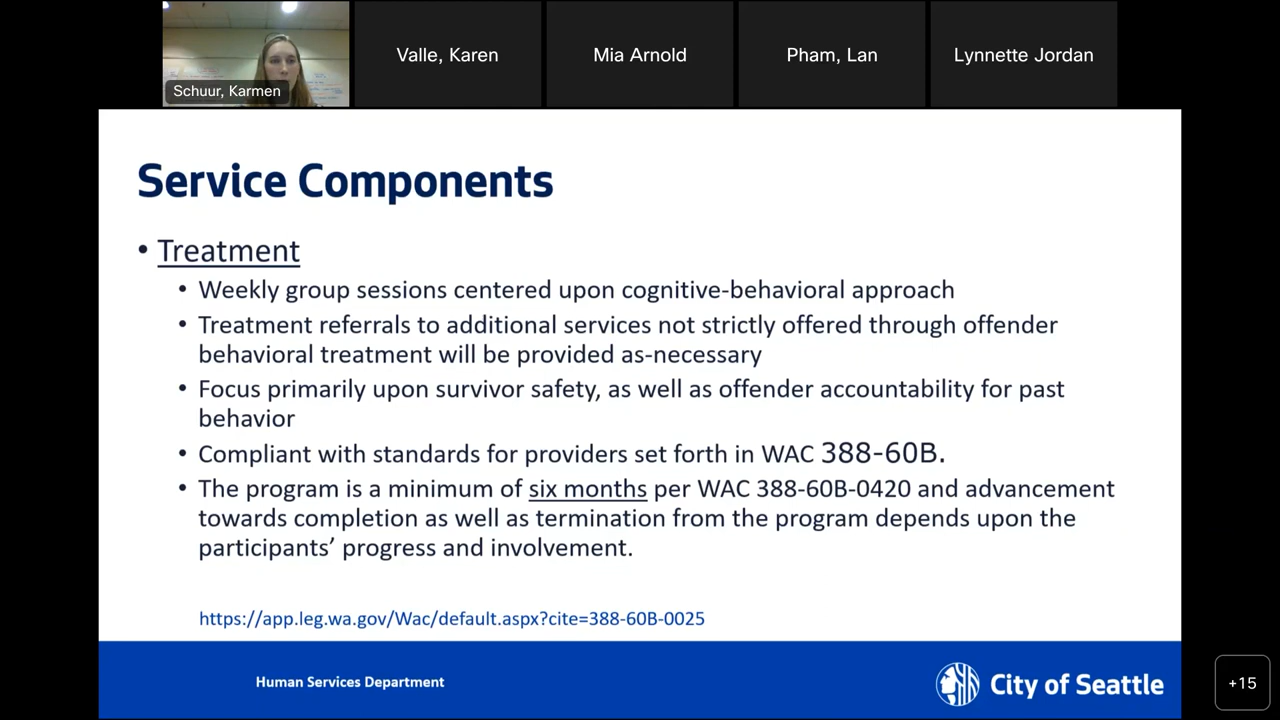 Schuur, Karmen
Valle, Karen
Mia Arnold
Pham, Lan
Lynnette Jordan
Service Components
• Treatment
• Weekly group sessions centered upon cognitive-behavioral approach
• Treatment referrals to additional services not strictly offered through offender
behavioral treatment will be provided as-necessary
• Focus primarily upon survivor safety, as well as offender accountability for past
behavior
• Compliant with standards for providers set forth in WAC 388-60B.
• The program is a minimum of six months per WAC 388-60B-0420 and advancement
towards completion as well as termination from the program depends upon the
participants’ progress and involvement.
https://app.leg.wa.gov/Wac/default.aspx?cite=388-60B-0025
Human Services Department
City of Seattle
+15